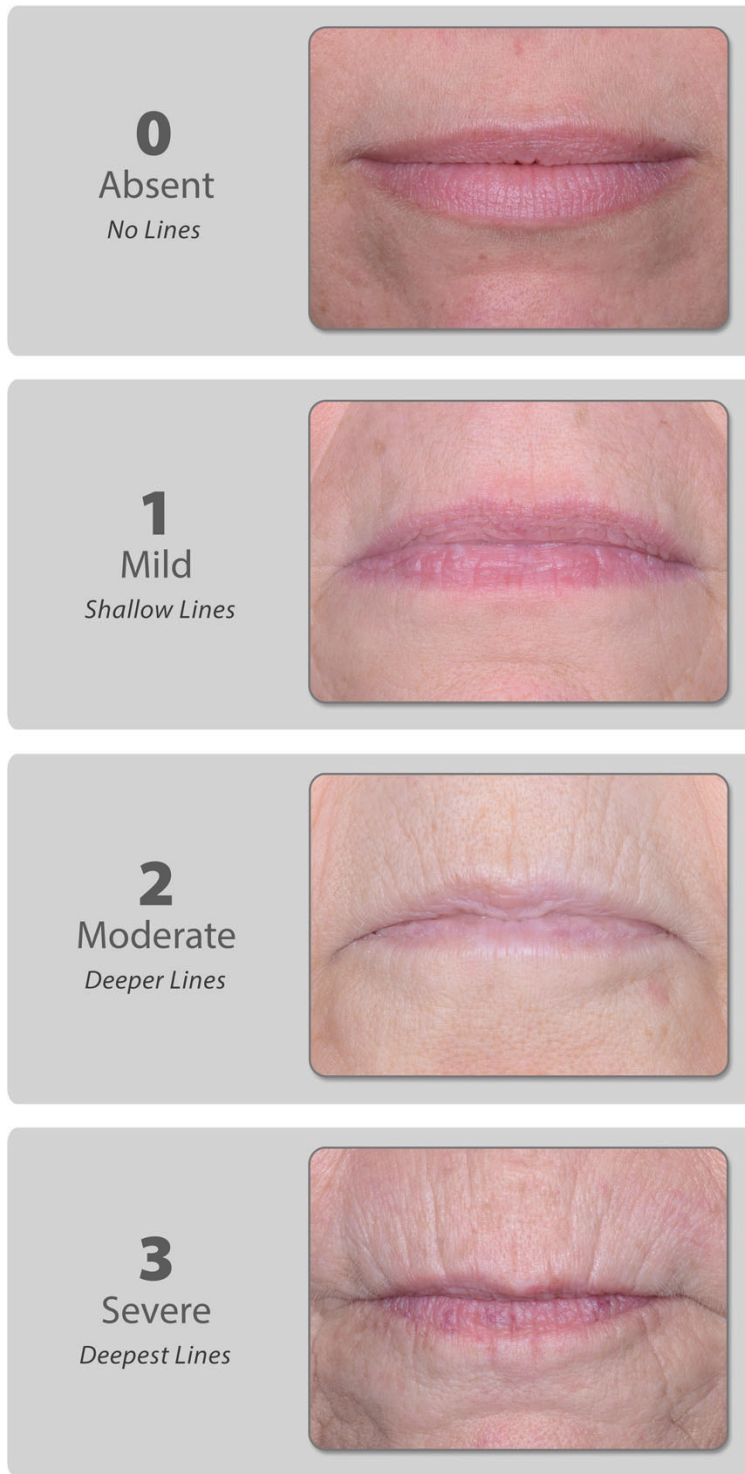 0
Absent
No Lines
1
Mild
Shallow Lines
2
Moderate
Deeper Lines
3
Severe
Deepest Lines